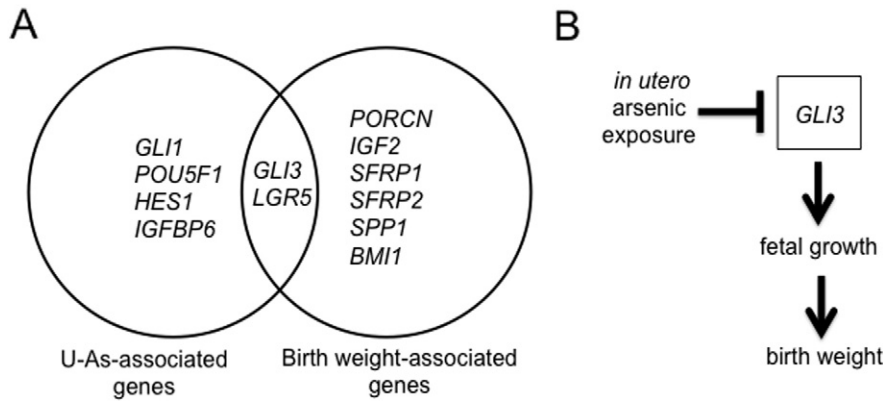 A
GLI1
POU5F1
HES1
IGFBP6
GLI3
LGR5
PORCN
IGF2
SFRP1
SFRP2
SPP1
BMI1
U-As-associated
genes
Birth weight-associated
genes
B
in utero
arsenic
exposure
GLI3
fetal growth
birth weight